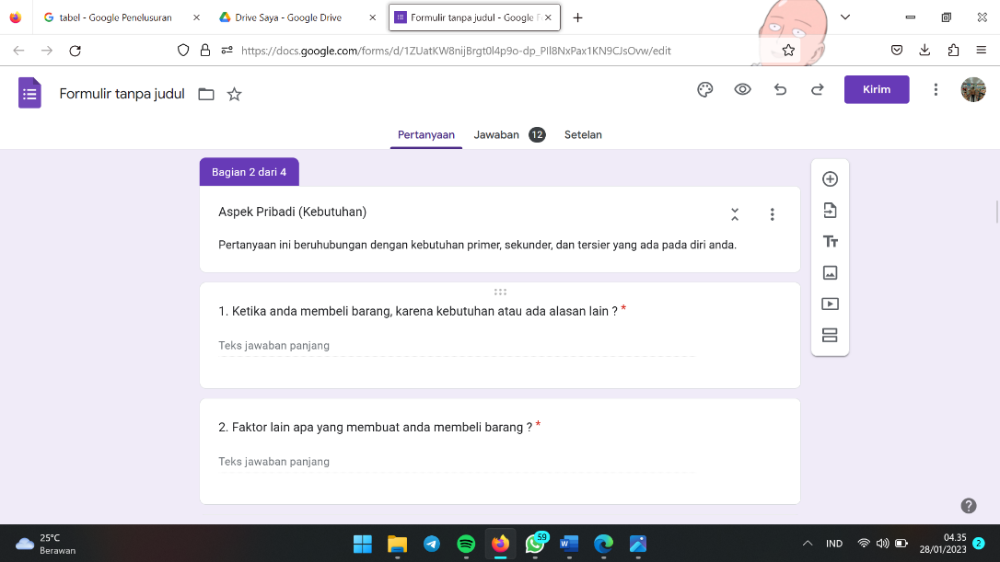 tabel - Google Penelusuran
Drive Saya - Google Drive
Formulir tanpa judul - Google F
https://docs.google.com/forms/d/1ZUatKW8nijBrgt0l4p9o-dp_PIl8NxPax1KN9CJsOvw/edit
Formulir tanpa judul
Kirim
Pertanyaan
Jawaban 12
Setelan
Bagian 2 dari 4
Aspek Pribadi (Kebutuhan)
Pertanyaan ini beruhubungan dengan kebutuhan primer, sekunder, dan tersier yang ada pada diri anda.
1. Ketika anda membeli barang, karena kebutuhan atau ada alasan lain ? *
Teks jawaban panjang
2. Faktor lain apa yang membuat anda membeli barang ? *
Teks jawaban panjang
25°C
Berawan
59
IND
04.35
28/01/2023
2